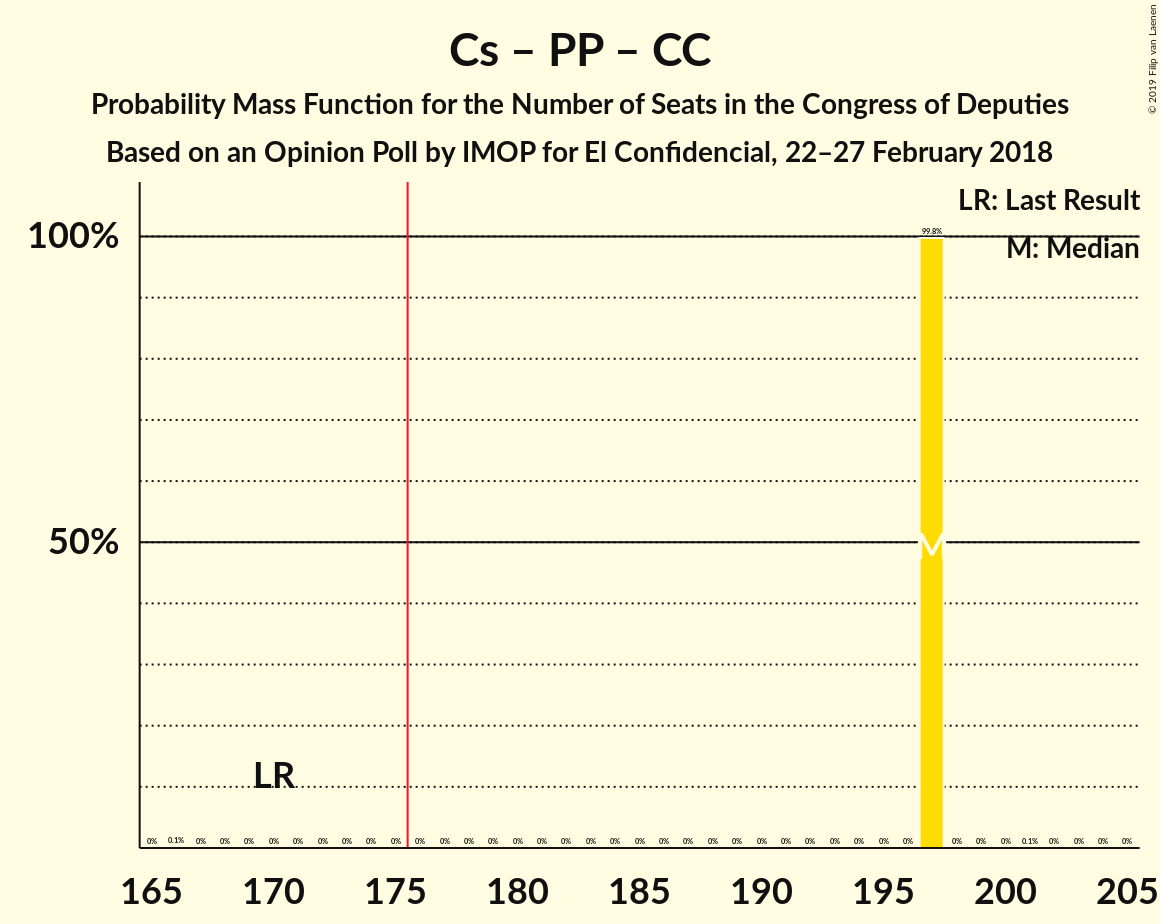 Cs – PP – CC
Probability Mass Function for the Number of Seats in the Congress of Deputies
Based on an Opinion Poll by IMOP for El Confidencial, 22–27 February 2018
© 2019 Filip van Laenen
LR: Last Result
M: Median
100%
99.8%
50%
M
LR
0% 0.1% 0% 0% 0% 0% 0% 0% 0% 0% 0% 0% 0% 0% 0% 0% 0% 0% 0% 0% 0% 0% 0% 0% 0% 0% 0% 0% 0% 0% 0% 0% 0% 0% 0% 0.1% 0% 0% 0% 0%
165 170 175 180 185 190 195 200 205